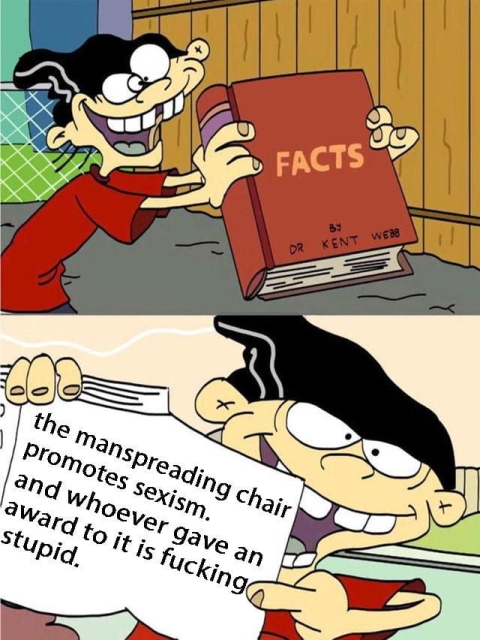 FACTS
BY
DR KENT WEBB
the manspreading chair
promotes sexism.
and whoever gave an
award to it is fucking
stupid.